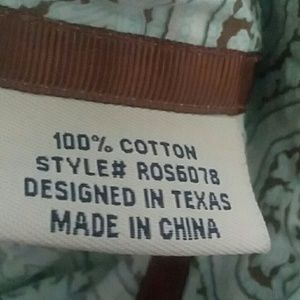 100% COTTON
STYLE# ROS6078
DESIGNED IN TEXAS
MADE IN CHINA